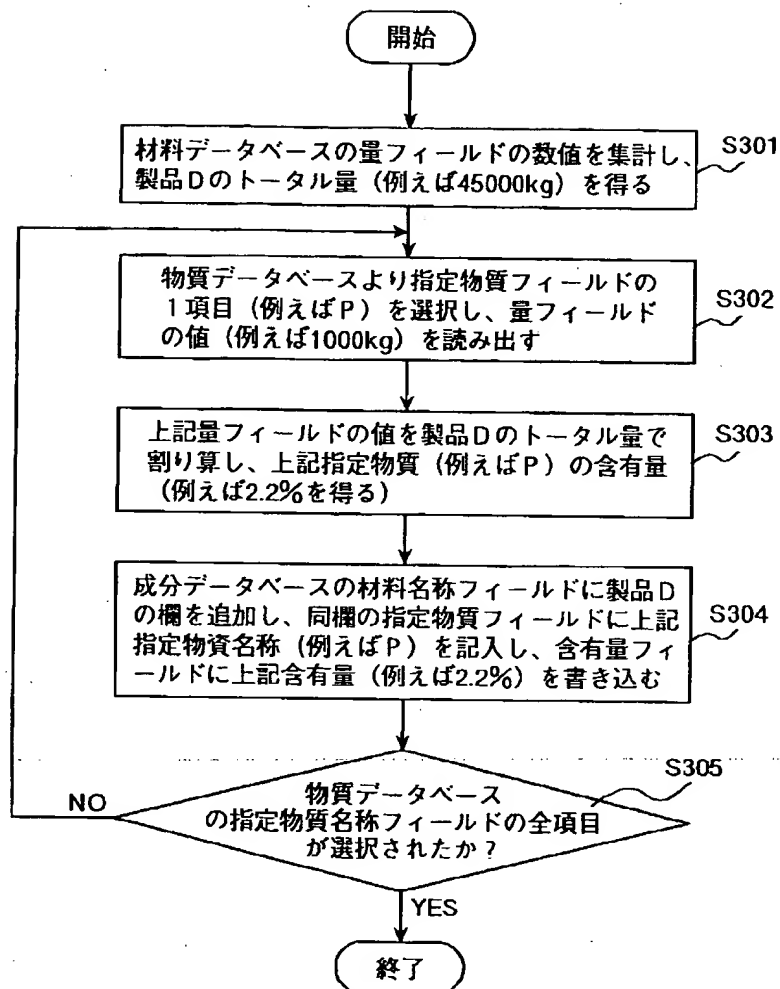 開始
材料データベースの量フィールドの数値を集計し、
製品Dのトータル量（例えば45000kg）を得る
S301
物質データベースより指定物質フィールドの
1項目（例えばP）を選択し、量フィールド
の値（例えば1000kg）を読み出す
S302
上記量フィールドの値を製品Dのトータル量で
割り算し、上記指定物質（例えばP）の含有量
（例えば2.2%を得る）
S303
成分データベースの材料名称フィールドに製品D
の欄を追加し、同欄の指定物質フィールドに上記
指定物資名称（例えばP）を記入し、含有量フィ
ールドに上記含有量（例えば2.2%）を書き込む
S304
物質データベース
の指定物質名称フィールドの全項目
が選択されたか？
S305
NO
YES
終了